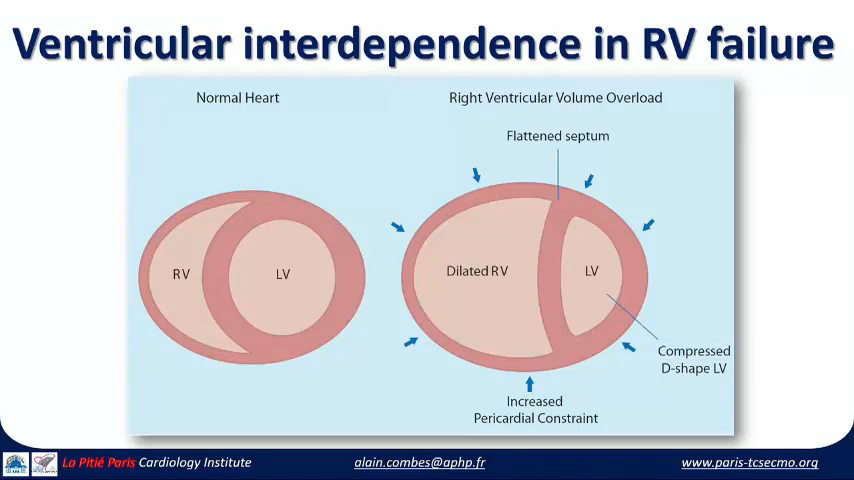 Ventricular interdependence in RV failure
Normal Heart
Right Ventricular Volume Overload
Flattened septum
RV
LV
Dilated RV
LV
Compressed
D-shape LV
Increased
Pericardial Constraint
La Pitié Paris Cardiology Institute
alain.combes@aphp.fr
www.paris-tcsecmo.org